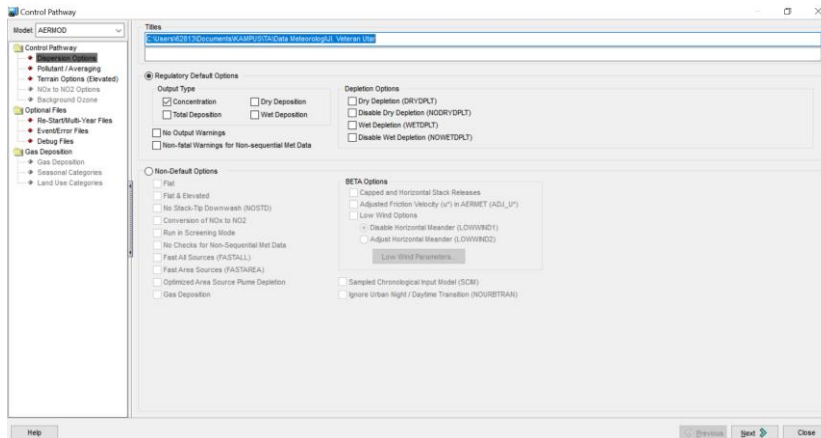 Control Pathway
Model: AERMOD
Control Pathway
Dispersion Options
Pollutant / Averaging
Terrain Options (Elevated)
NOx to NO2 Options
Background Ozone
Optional Files
Re-Start/Multi-Year Files
Event/Error Files
Debug Files
Gas Deposition
Gas Deposition
Seasonal Categories
Land Use Categories
Titles
C:\Users\62813\Documents\KAMPUS\TA\Data Meteorologi\Jl. Veteran Utar
Regulatory Default Options
Output Type
Concentration Dry Deposition
Total Deposition Wet Deposition
No Output Warnings
Non-fatal Warnings for Non-sequential Met Data
Depletion Options
Dry Depletion (DRYDPLT)
Disable Dry Depletion (NODRYDPLT)
Wet Depletion (WETDPLT)
Disable Wet Depletion (NOWETDPLT)
Non-Default Options
Flat
Flat & Elevated
No Stack-Tip Downwash (NOSTD)
Conversion of NOx to NO2
Run in Screening Mode
No Checks for Non-Sequential Met Data
Fast All Sources (FASTALL)
Fast Area Sources (FASTAREA)
Optimized Area Source Plume Depletion
Gas Deposition
BETA Options
Capped and Horizontal Stack Releases
Adjusted Friction Velocity (u*) in AERMET (ADJ_U*)
Low Wind Options
Disable Horizontal Meander (LOWWIND1)
Adjust Horizontal Meander (LOWWIND2)
Low Wind Parameters...
Sampled Chronological Input Model (SCIM)
Ignore Urban Night / Daytime Transition (NOURBTRAN)
Help
Previous Next Close